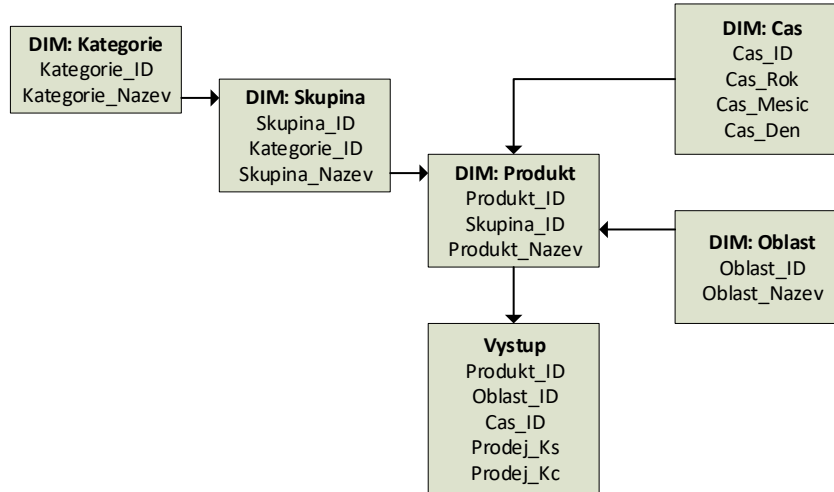 DIM: Kategorie
Kategorie_ID
Kategorie_Nazev
DIM: Skupina
Skupina_ID
Kategorie_ID
Skupina_Nazev
DIM: Produkt
Produkt_ID
Skupina_ID
Produkt_Nazev
DIM: Cas
Cas_ID
Cas_Rok
Cas_Mesic
Cas_Den
DIM: Oblast
Oblast_ID
Oblast_Nazev
Vystup
Produkt_ID
Oblast_ID
Cas_ID
Prodej_Ks
Prodej_Kc